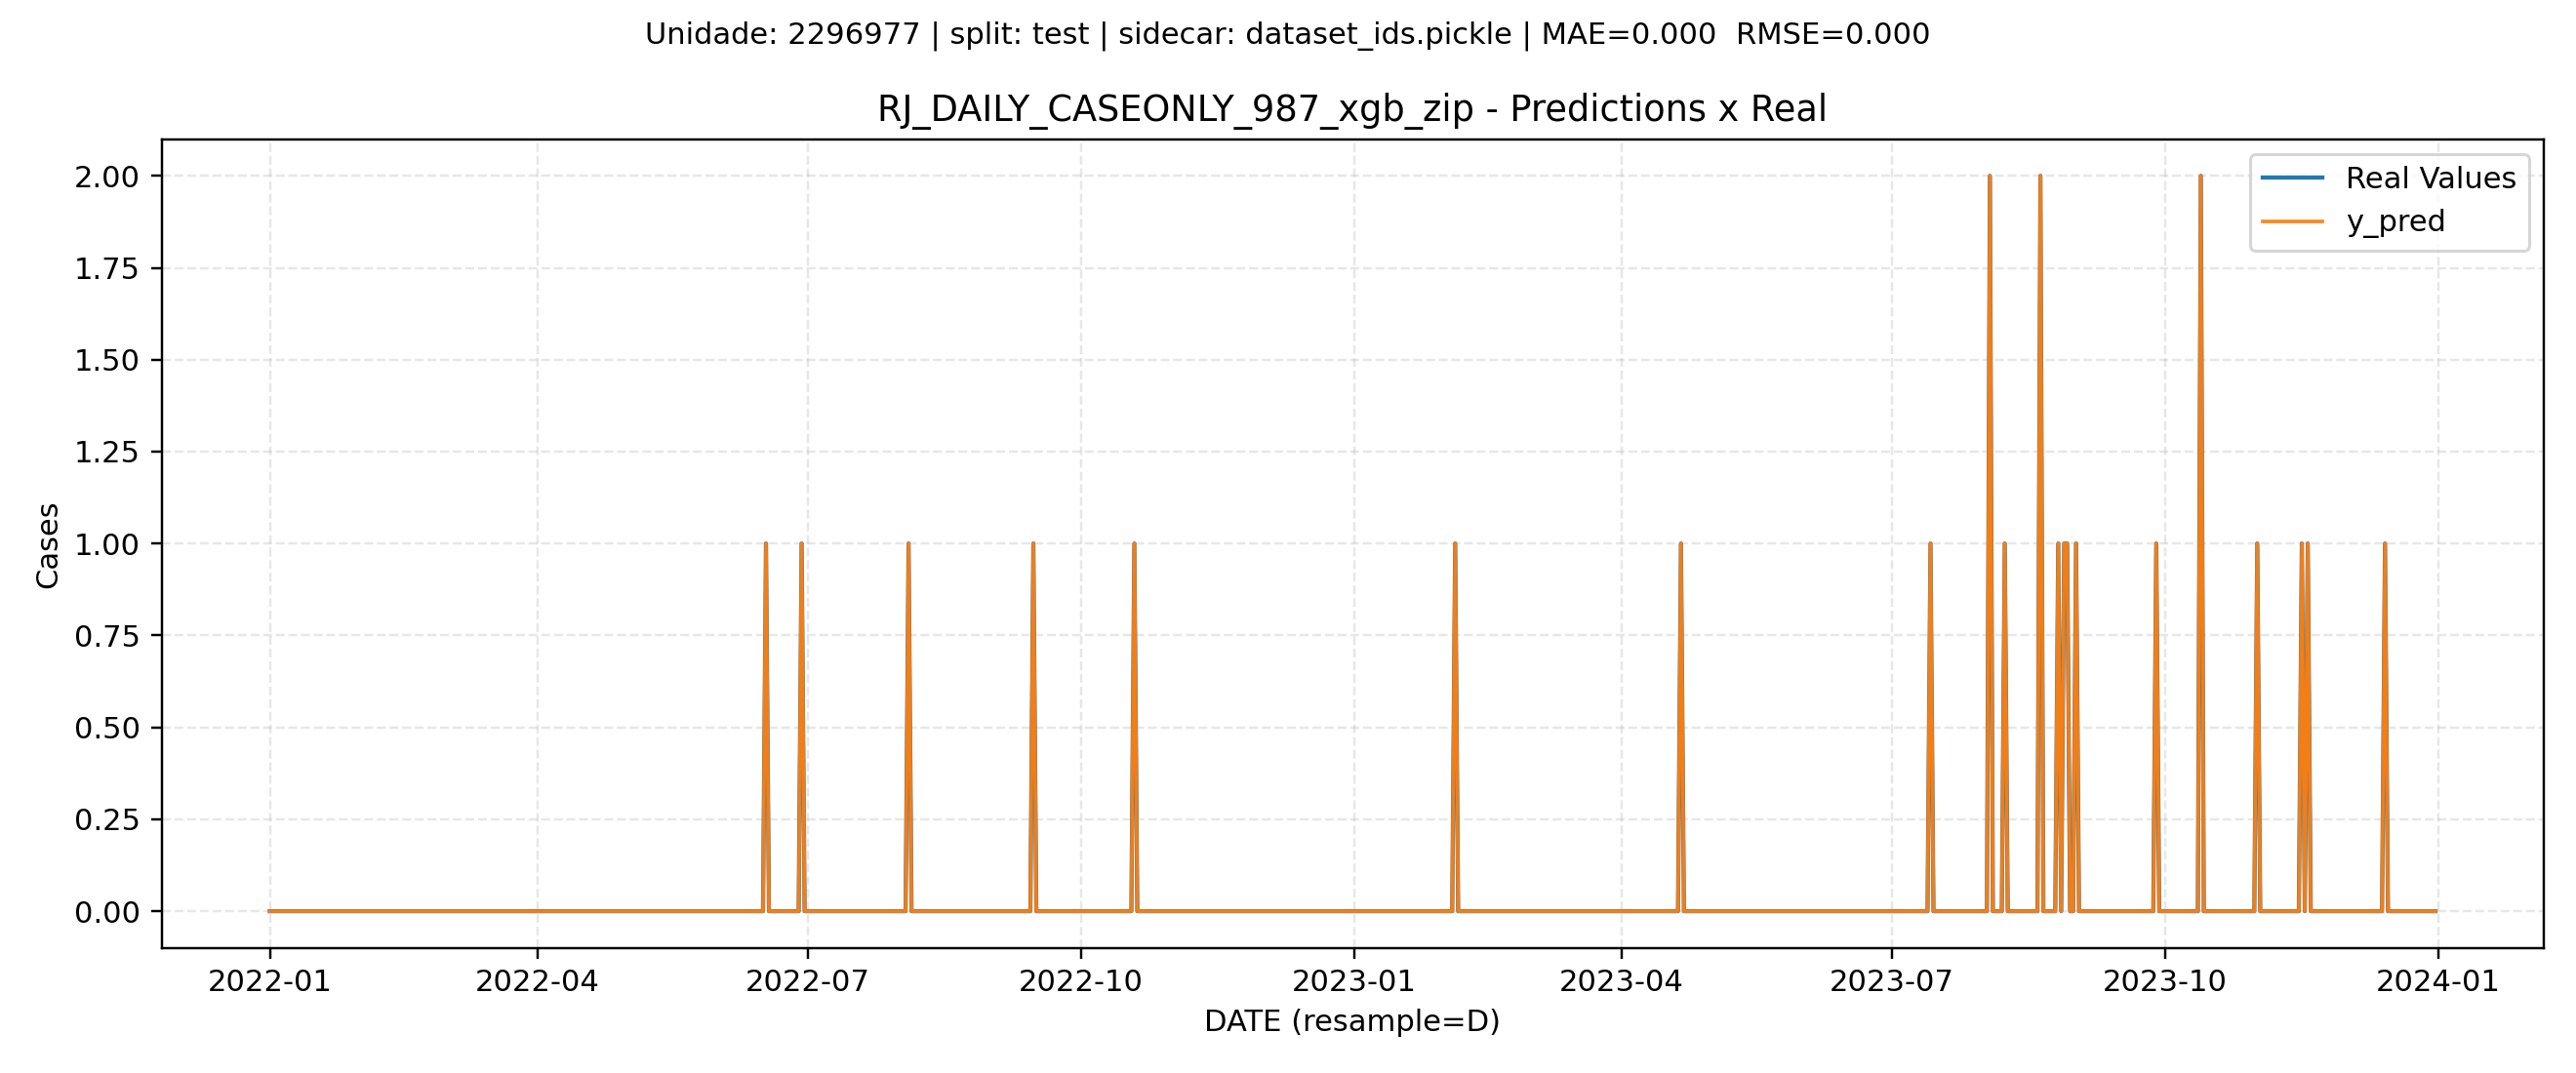 Unidade: 2296977 | split: test | sidecar: dataset_ids.pickle | MAE=0.000  RMSE=0.000
RJ_DAILY_CASEONLY_987_xgb_zip - Predictions x Real
Real Values
y_pred
2.00
1.75
1.50
1.25
1.00
0.75
0.50
0.25
0.00
Cases
2022-01 2022-04 2022-07 2022-10 2023-01 2023-04 2023-07 2023-10 2024-01
DATE (resample=D)